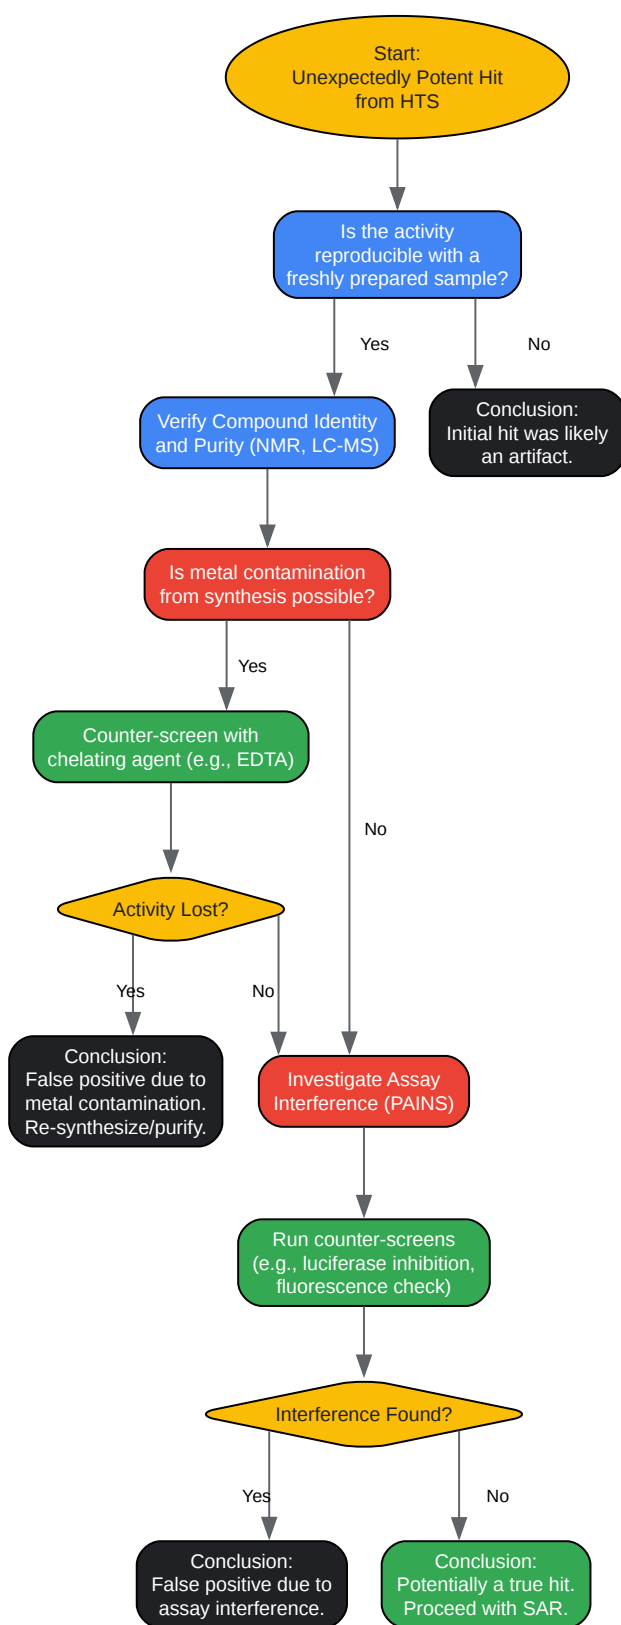 Start:
Unexpectedly Potent Hit
from HTS
Is the activity
reproducible with a
freshly prepared sample?
Yes
No
Verify Compound Identity
and Purity (NMR, LC-MS)
Conclusion:
Initial hit was likely
an artifact.
Is metal contamination
from synthesis possible?
Yes
Counter-screen with
chelating agent (e.g., EDTA)
No
Activity Lost?
Yes
No
Conclusion:
False positive due to
metal contamination.
Re-synthesize/purify.
Investigate Assay
Interference (PAINS)
Run counter-screens
(e.g., luciferase inhibition,
fluorescence check)
Interference Found?
Yes
No
Conclusion:
False positive due to
assay interference.
Conclusion:
Potentially a true hit.
Proceed with SAR.